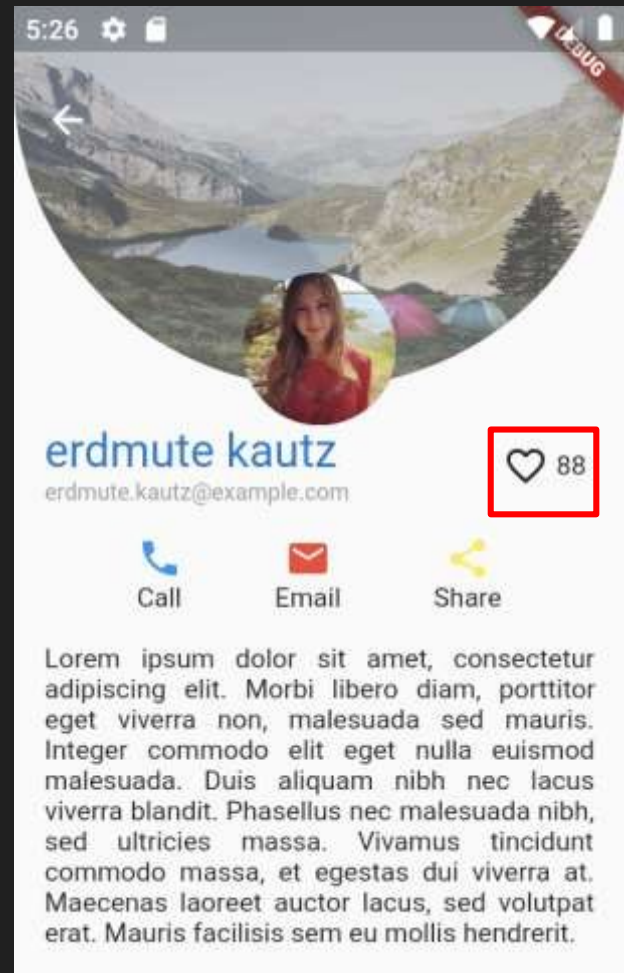 5:26
DEBUG
erdmute kautz
88
erdmute.kautz@example.com
Call Email Share
Lorem ipsum dolor sit amet, consectetur
adipiscing elit. Morbi libero diam, porttitor
eget viverra non, malesuada sed mauris.
Integer commodo elit eget nulla euismod
malesuada. Duis aliquam nibh nec lacus
viverra blandit. Phasellus nec malesuada nibh,
sed ultricies massa. Vivamus tincidunt
commodo massa, et egestas dui viverra at.
Maecenas laoreet auctor lacus, sed volutpat
erat. Mauris facilisis sem eu mollis hendrerit.